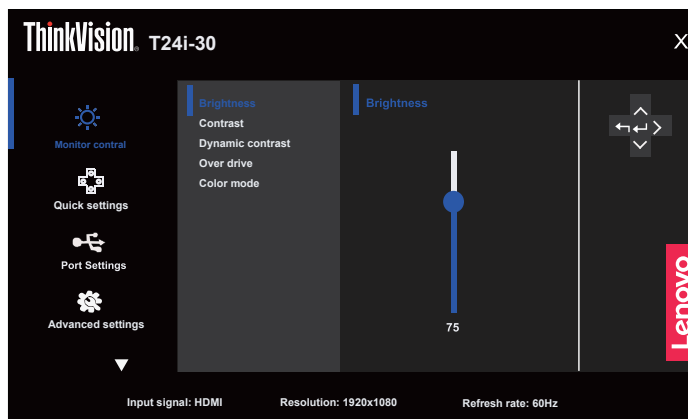 ThinkVision® T24i-30
X
Monitor contral
Quick settings
Port Settings
Advanced settings
Brightness
Contrast
Dynamic contrast
Over drive
Color mode
Brightness
75
Lenovo
Input signal: HDMI
Resolution: 1920x1080
Refresh rate: 60Hz